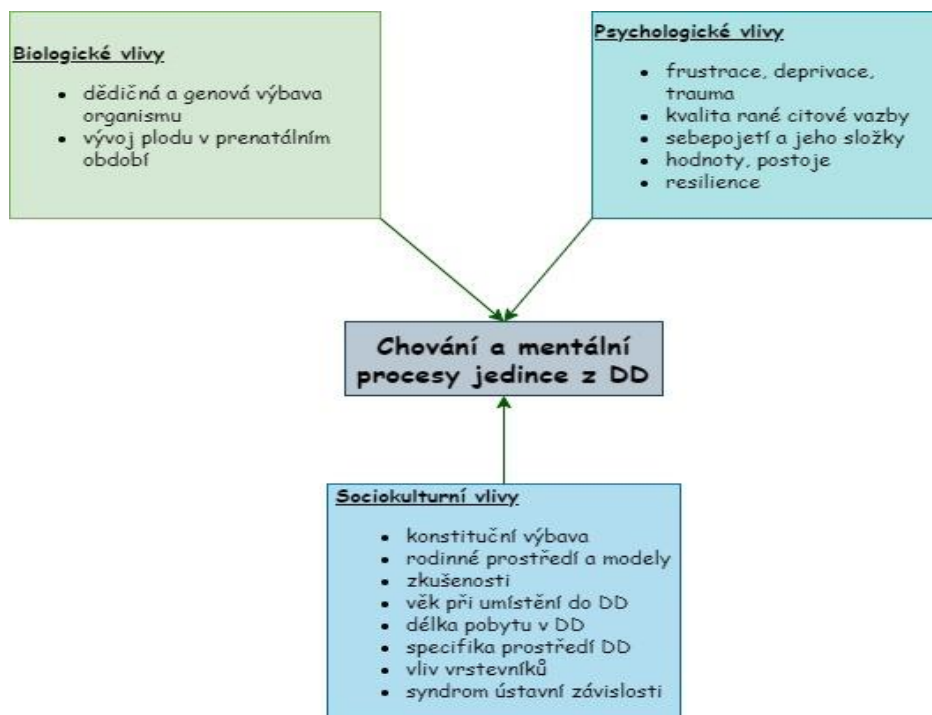 Biologické vlivy
• dědičná a genová výbava
organismu
• vývoj plodu v prenatálním
období
Psychologické vlivy
• frustrace, deprivace,
trauma
• kvalita rané citové vazby
• sebepojetí a jeho složky
• hodnoty, postoje
• resilience
Chování a mentální
procesy jedince z DD
Sociokulturní vlivy
• konstituční výbava
• rodinné prostředí a modely
• zkušenosti
• věk při umístění do DD
• délka pobytu v DD
• specifika prostředí DD
• vliv vrstevníků
• syndrom ústavní závislosti